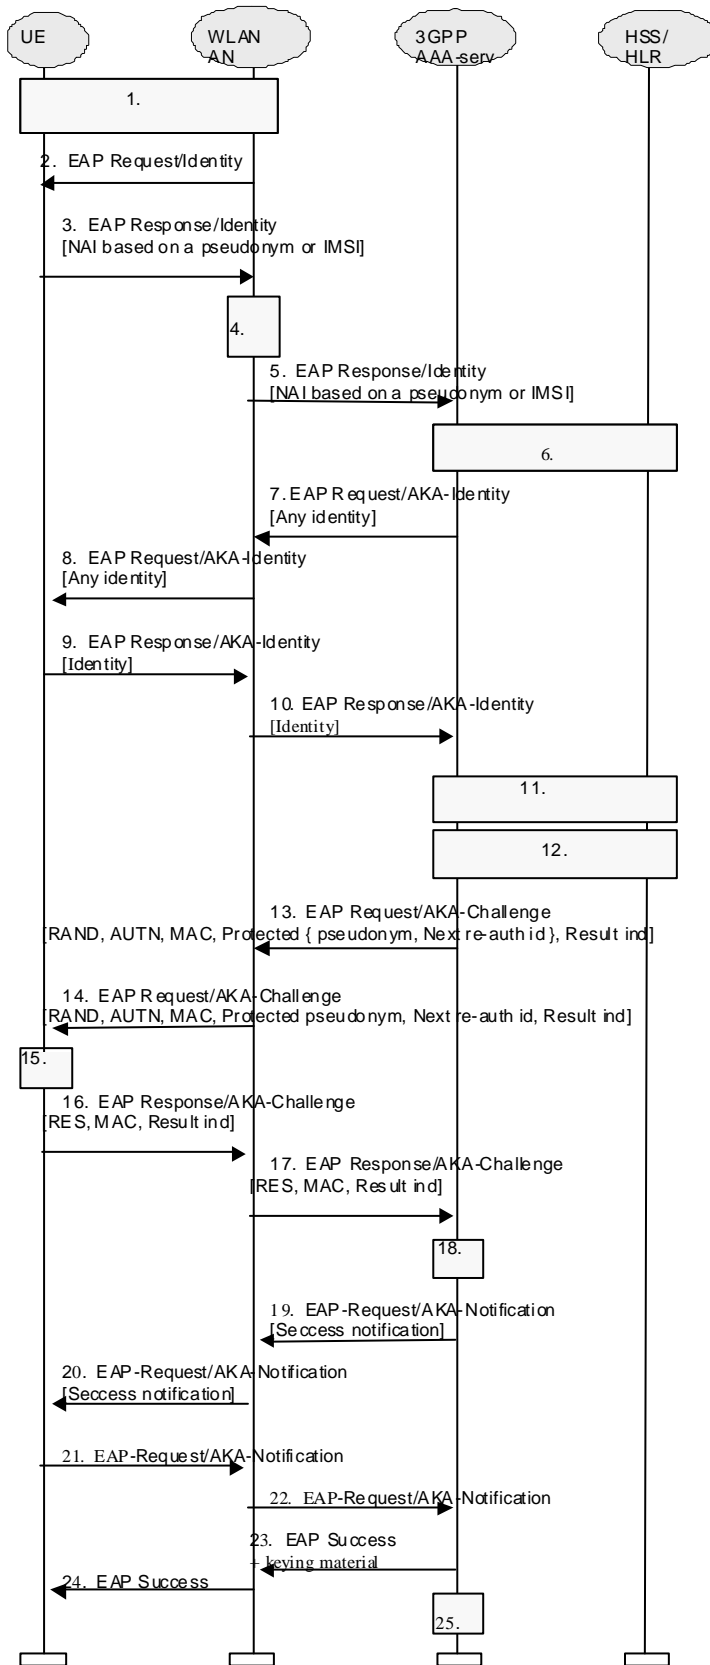 UE
WLAN
AN
3GPP
AAA-serv
HSS/
HLR
1.
2. EAP Request/Identity
3. EAP Response/Identity
[NAI based on a pseudonym or IMSI]
4.
5. EAP Response/Identity
[NAI based on a pseudonym or IMSI]
6.
7. EAP Request/AKA-Identity
[Any identity]
8. EAP Request/AKA-Identity
[Any identity]
9. EAP Response/AKA-Identity
[Identity]
10. EAP Response/AKA-Identity
[Identity]
11.
12.
13. EAP Request/AKA-Challenge
[RAND, AUTN, MAC, Protected { pseudonym, Next re-auth id }, Result ind]
14. EAP Request/AKA-Challenge
[RAND, AUTN, MAC, Protected pseudonym, Next re-auth id, Result ind]
15.
16. EAP Response/AKA-Challenge
[RES, MAC, Result ind]
17. EAP Response/AKA-Challenge
[RES, MAC, Result ind]
18.
19. EAP-Request/AKA-Notification
[Seccess notification]
20. EAP-Request/AKA-Notification
[Seccess notification]
21. EAP-Request/AKA-Notification
22. EAP-Request/AKA-Notification
23. EAP Success
+ keying material
24. EAP Success
25.